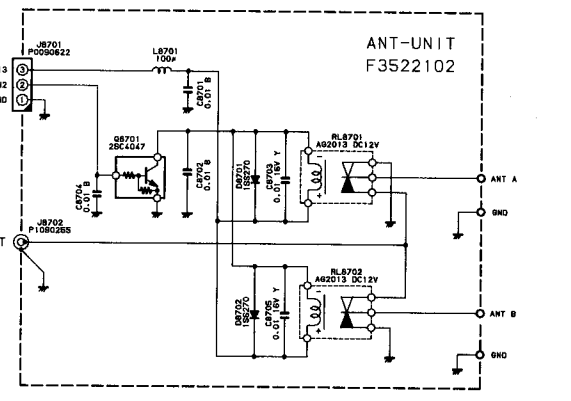 ANT-UNIT
F3522102
J8701
P0090622
13
3
2
1
L8701
100μ
C8701
0.01 B
Q8701
2SC4047
C8704
0.01 B
C8702
0.01 B
D8701
1SS270
C8703
0.01 16V Y
RL8701
AG2013 DC12V
-
+
ANT A
GND
J8702
P1090255
T
D8702
1SS270
C8705
0.01 16V Y
RL8702
AG2013 DC12V
-
+
ANT B
GND